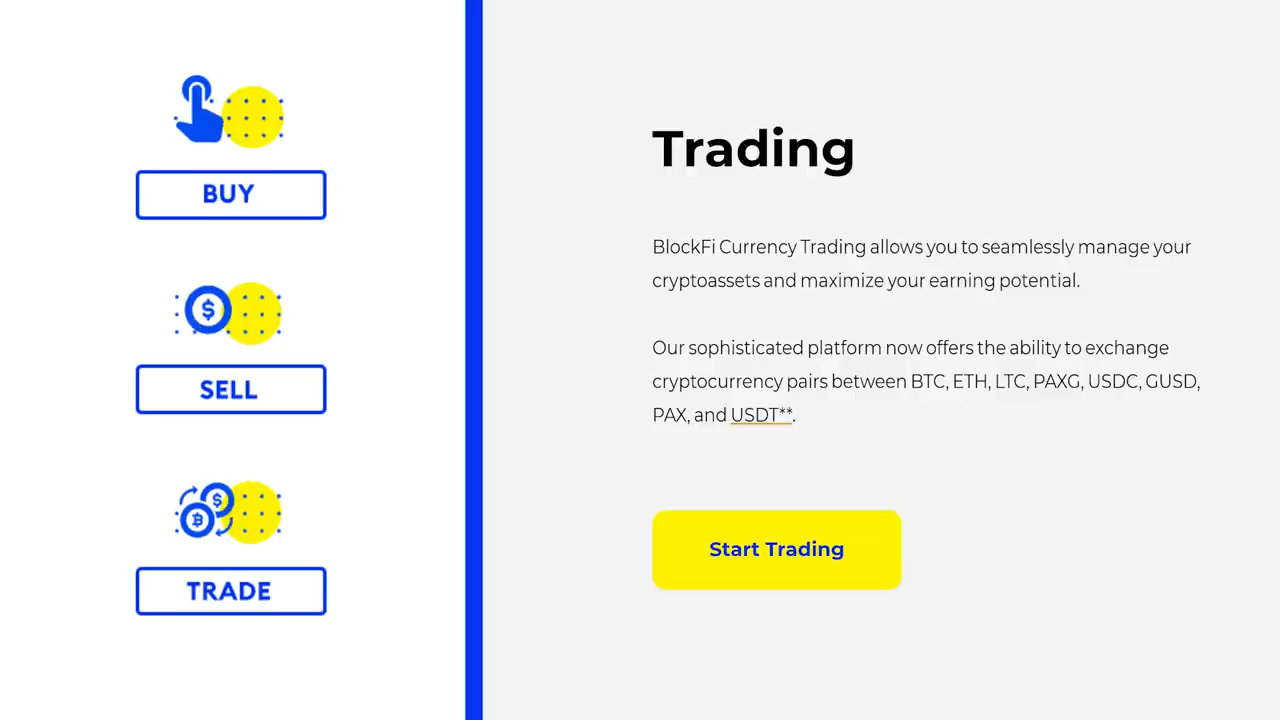 BUY
SELL
TRADE
Trading
BlockFi Currency Trading allows you to seamlessly manage your
cryptoassets and maximize your earning potential.
Our sophisticated platform now offers the ability to exchange
cryptocurrency pairs between BTC, ETH, LTC, PAXG, USDC, GUSD,
PAX, and USDT**.
Start Trading